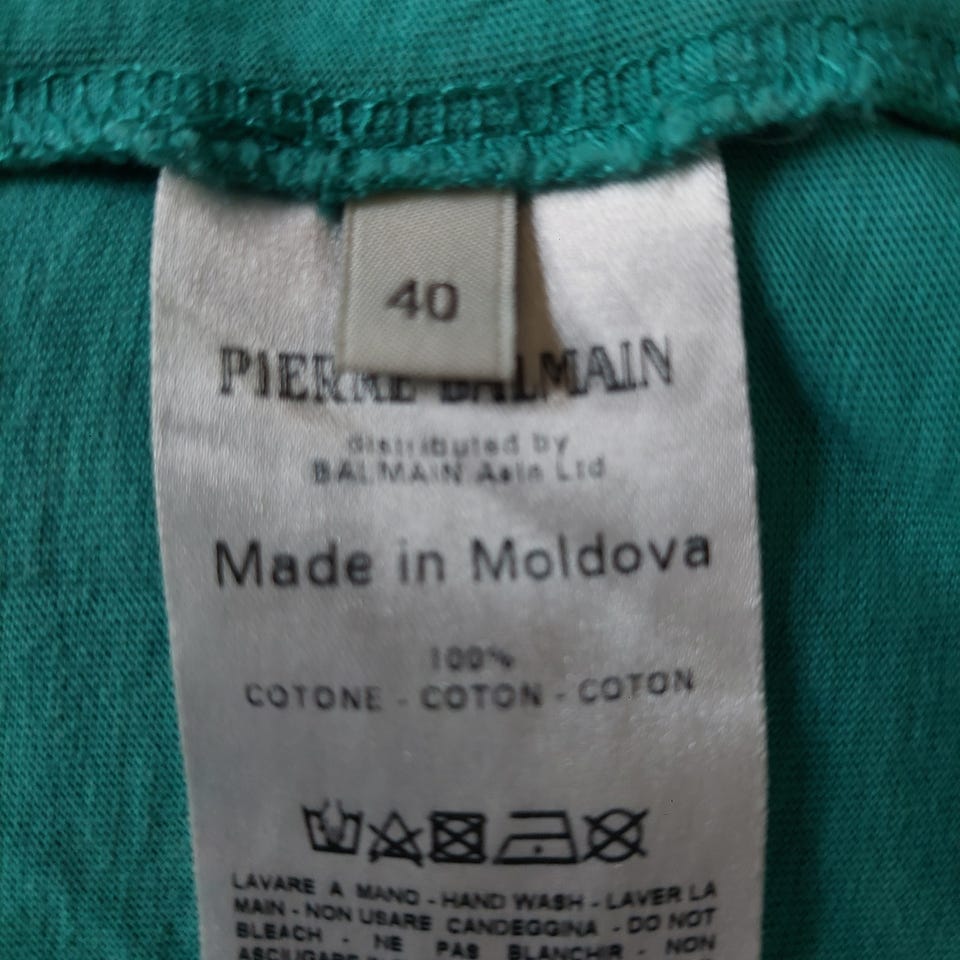 40
PIERRE BALMAIN
distributed by
BALMAIN Asia Ltd
Made in Moldova
100%
COTONE - COTON - COTON
LAVARE A MANO - HAND WASH - LAVER LA
MAIN - NON USARE CANDEGGINA - DO NOT
BLEACH - NE PAS BLANCHIR - NON